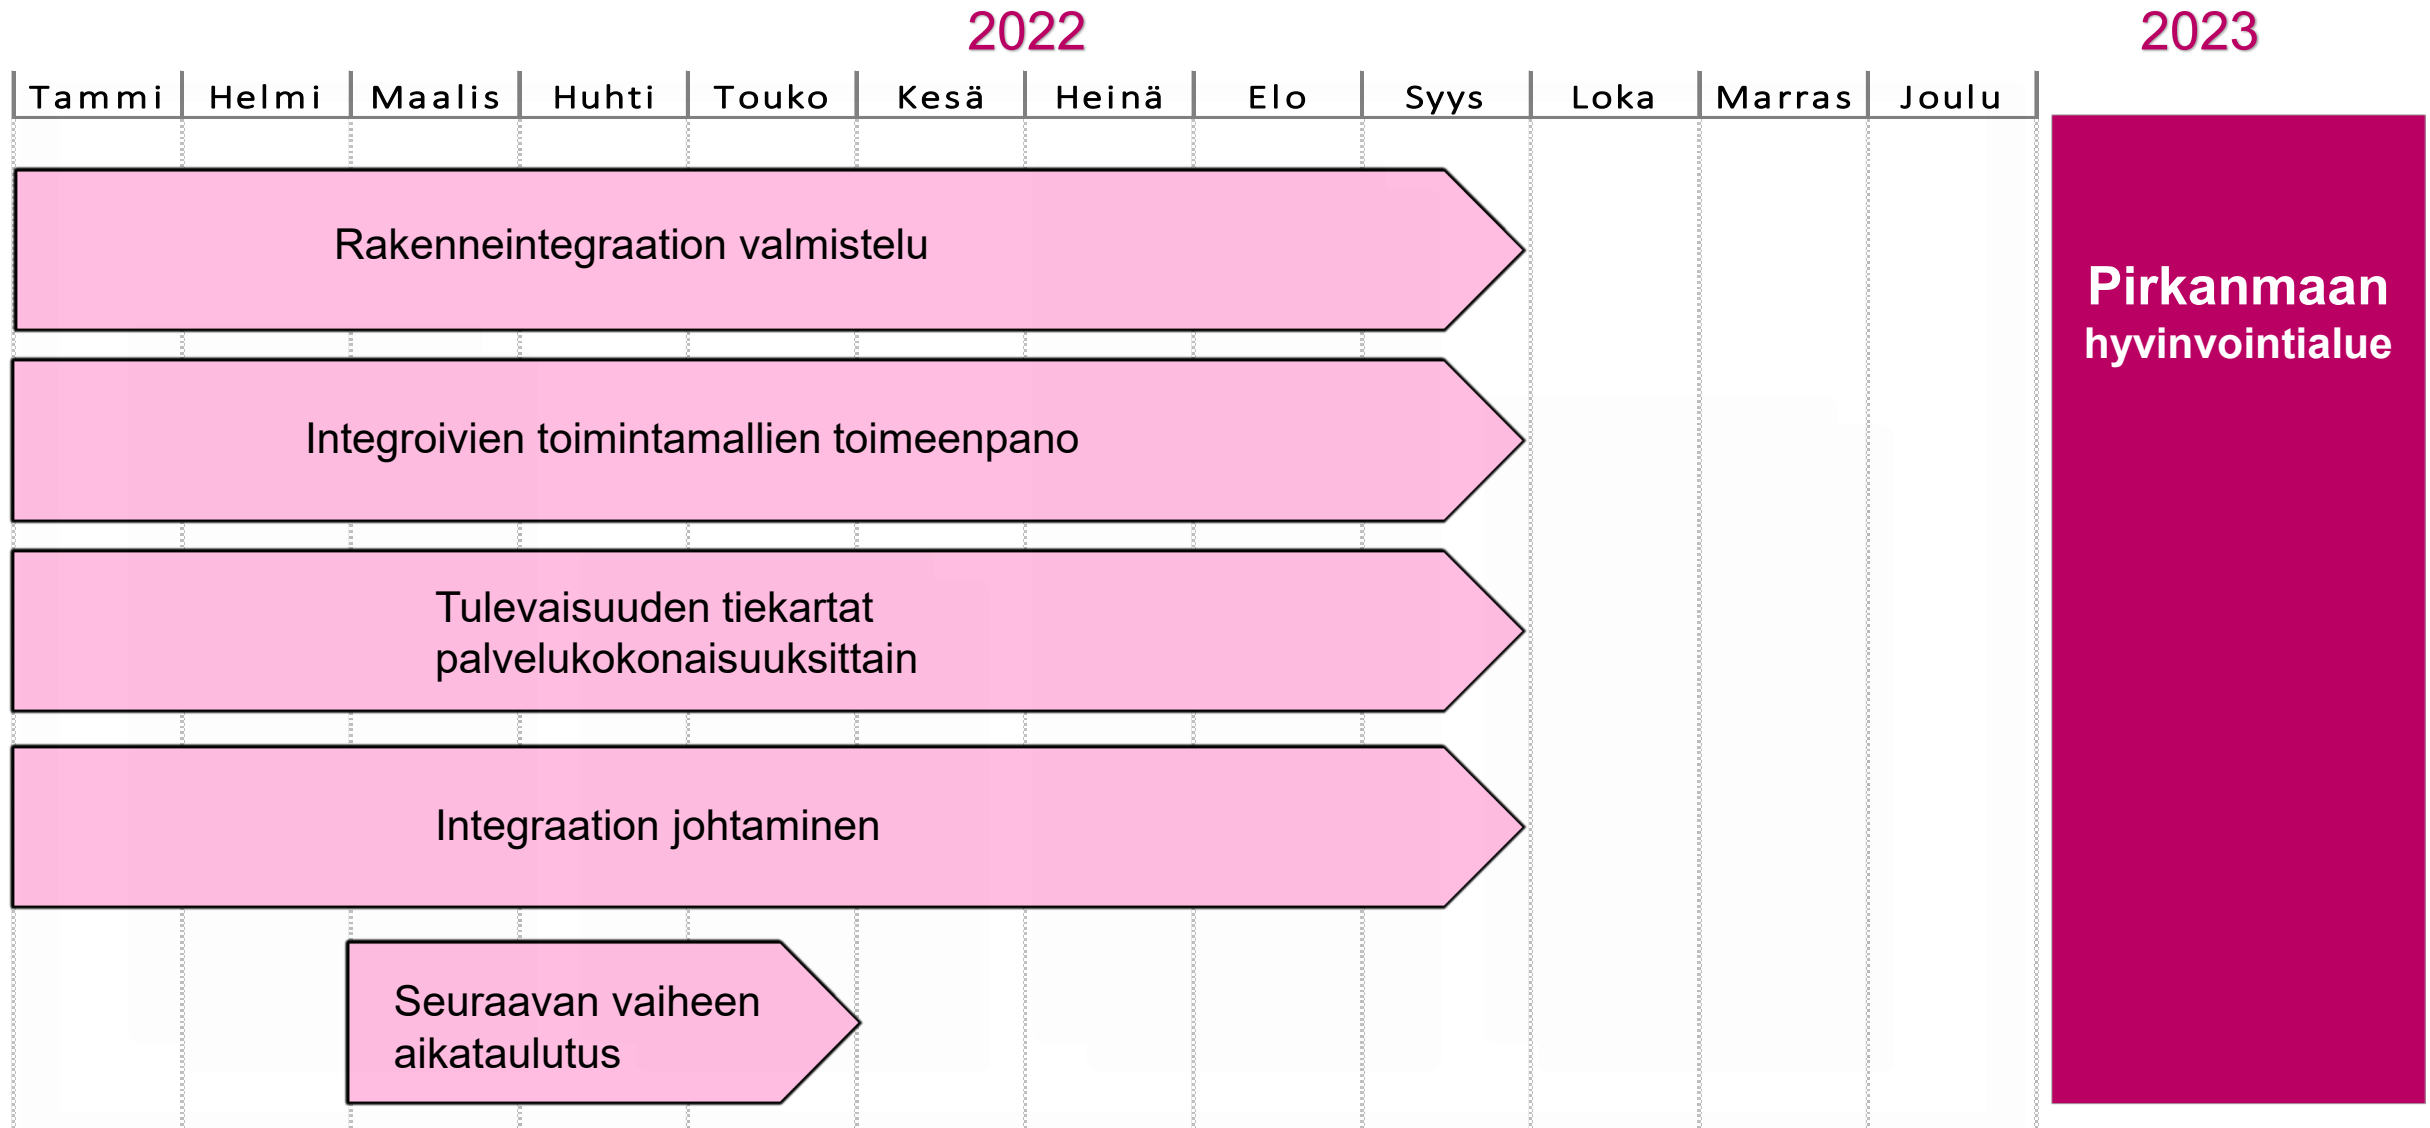 2022
2023
Tammi Helmi Maalis Huhti Touko Kesä Heinä Elo Syys Loka Marras Joulu
Rakenneintegraation valmistelu
Pirkanmaan
hyvinvointialue
Integroivien toimintamallien toimeenpano
Tulevaisuuden tiekartat
palvelukokonaisuuksittain
Integraation johtaminen
Seuraavan vaiheen
aikataulutus